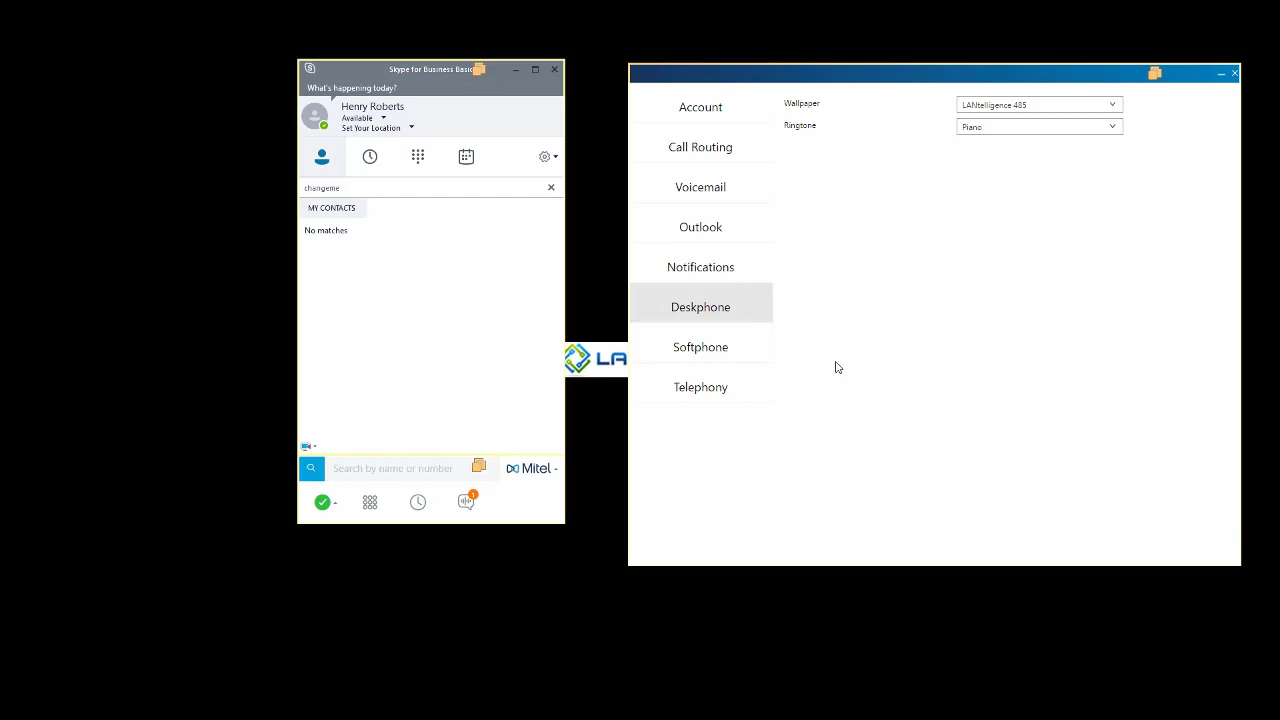 Skype for Business Basic
What's happening today?
Henry Roberts
Available
Set Your Location
changeme
MY CONTACTS
No matches
Search by name or number
Mitel
1
LA
Account
Call Routing
Voicemail
Outlook
Notifications
Deskphone
Softphone
Telephony
Wallpaper
LANtelligence 485
Ringtone
Piano